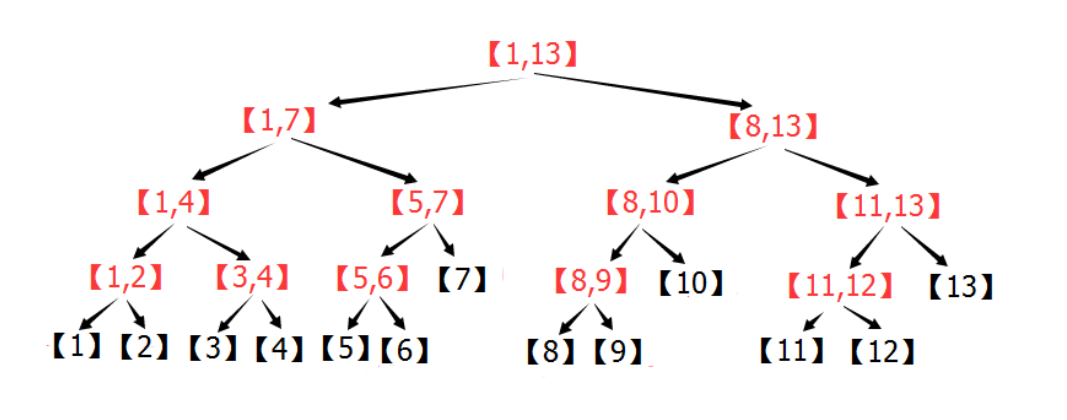 【1,13】
【1,7】 【8,13】
【1,4】 【5,7】 【8,10】 【11,13】
【1,2】 【3,4】 【5,6】 【7】 【8,9】 【10】 【11,12】 【13】
【1】 【2】 【3】 【4】 【5】 【6】 【8】 【9】 【11】 【12】